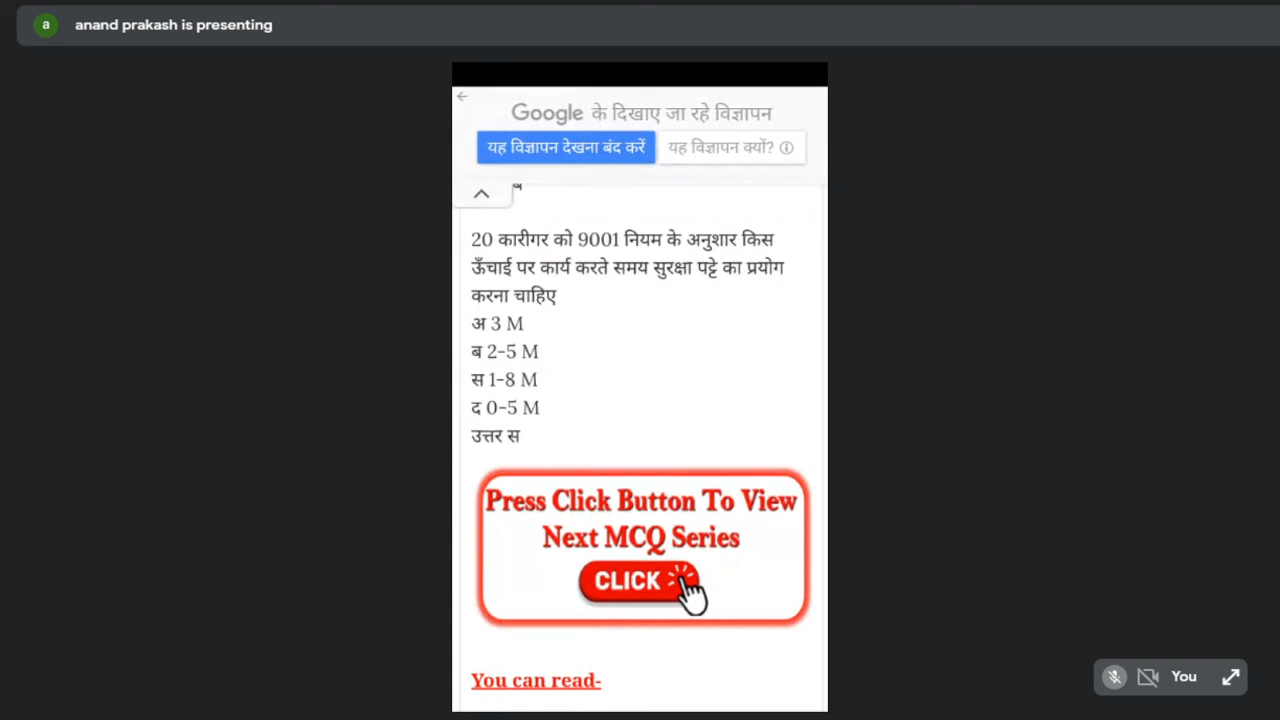 a anand prakash is presenting
Google के दिखाए जा रहे विज्ञापन
यह विज्ञापन देखना बंद करें यह विज्ञापन क्यों?
20 कारीगर को 9001 नियम के अनुशार किस
ऊँचाई पर कार्य करते समय सुरक्षा पट्टे का प्रयोग
करना चाहिए
अ 3 M
ब 2-5 M
स 1-8 M
द 0-5 M
उत्तर स
Press Click Button To View
Next MCQ Series
CLICK
You can read-
You